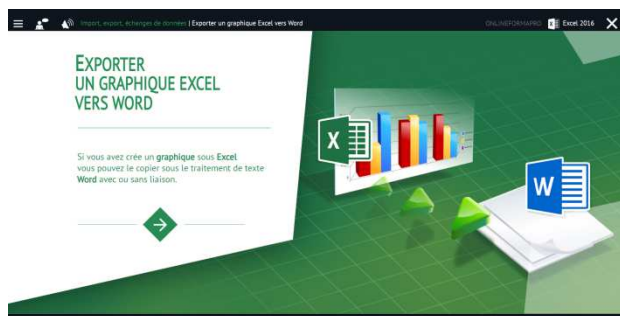 Import, export, échanges de données | Exporter un graphique Excel vers Word
ONLINEFORMAPRO
Excel 2016
EXPORTER
UN GRAPHIQUE EXCEL
VERS WORD
Si vous avez crée un graphique sous Excel
vous pouvez le copier sous le traitement de texte
Word avec ou sans liaison.
X
W